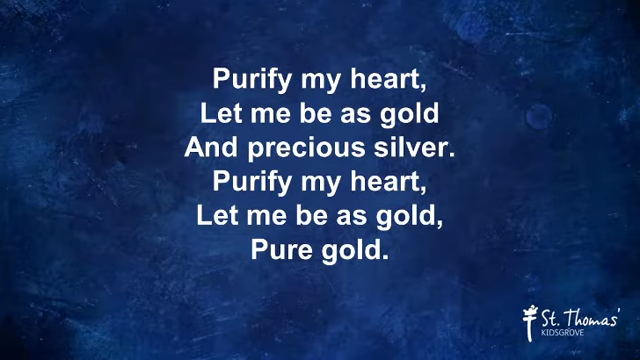 Purify my heart,
Let me be as gold
And precious silver.
Purify my heart,
Let me be as gold,
Pure gold.
St. Thomas'
KIDSGROVE